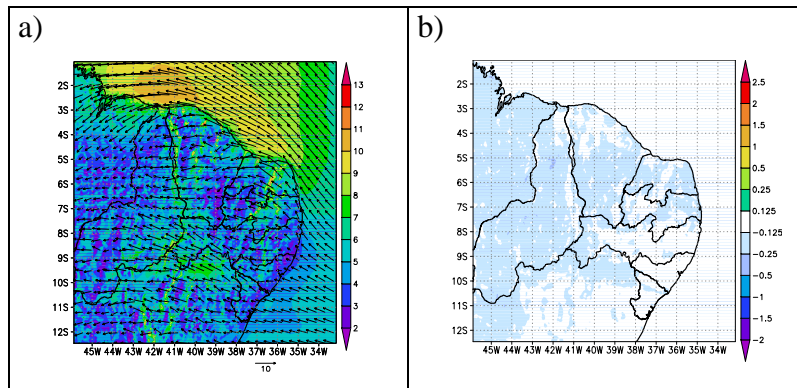 a)
2S
3S
4S
5S
6S
7S
8S
9S
10S
11S
12S
45W 44W 43W 42W 41W 40W 39W 38W 37W 36W 35W 34W
10
13
12
11
10
9
8
7
6
5
4
3
2
b)
2S
3S
4S
5S
6S
7S
8S
9S
10S
11S
12S
45W 44W 43W 42W 41W 40W 39W 38W 37W 36W 35W 34W
2.5
2
1.5
1
0.5
0.25
0.125
−0.125
−0.25
−0.5
−1
−1.5
−2